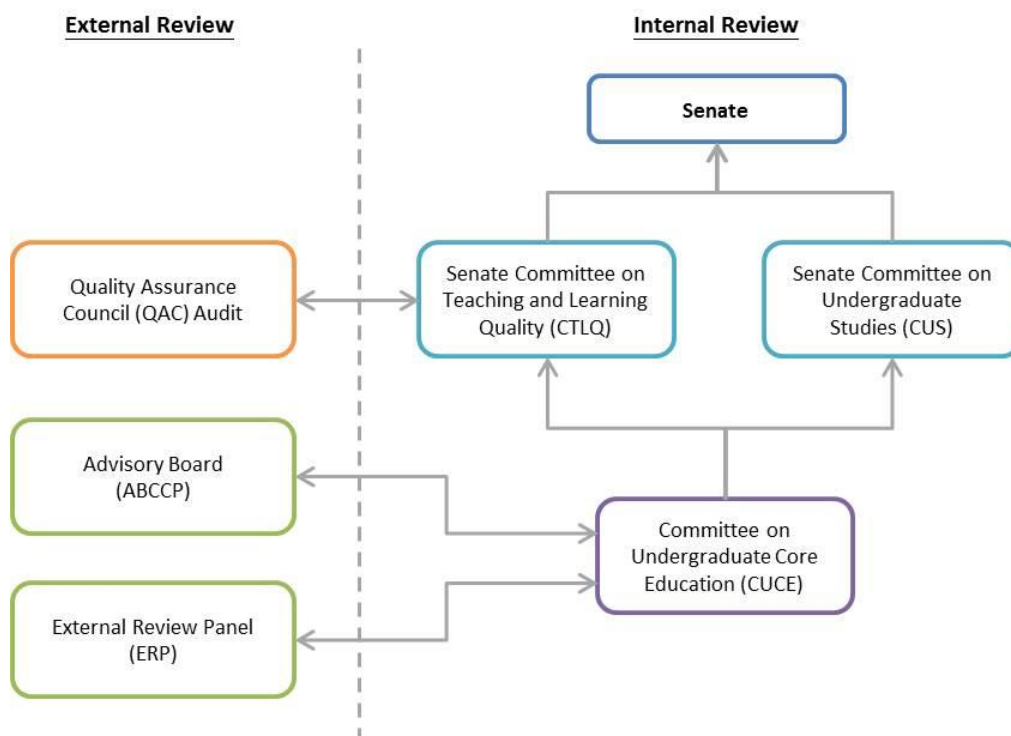 External Review
Internal Review
Senate
Quality Assurance
Council (QAC) Audit
Senate Committee on
Teaching and Learning
Quality (CTLQ)
Senate Committee on
Undergraduate
Studies (CUS)
Advisory Board
(ABCCP)
Committee on
Undergraduate Core
Education (CUCE)
External Review Panel
(ERP)